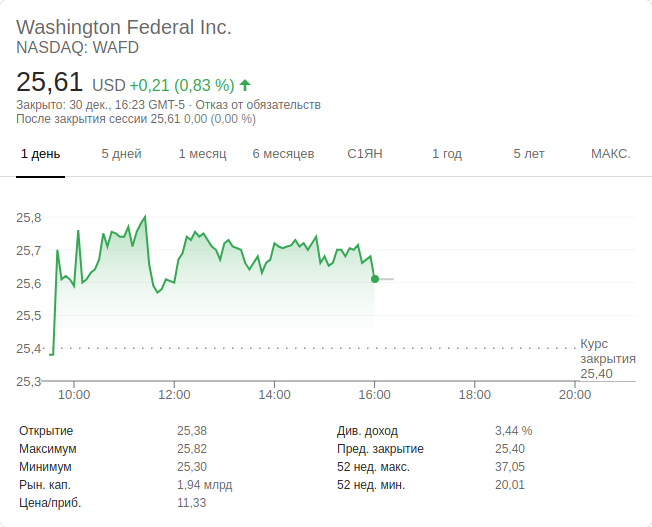 Washington Federal Inc.
NASDAQ: WAFD
25,61 USD +0,21 (0,83 %)
Закрыто: 30 дек., 16:23 GMT-5 · Отказ от обязательств
После закрытия сессии 25,61 0,00 (0,00 %)
1 день 5 дней 1 месяц 6 месяцев С1ЯН 1 год 5 лет МАКС.
25,8
25,7
25,6
25,5
25,4
25,3
Курс
закрытия
25,40
10:00 12:00 14:00 16:00 18:00 20:00
Открытие 25,38
Максимум 25,82
Минимум 25,30
Рын. кап. 1,94 млрд
Цена/приб. 11,33
Див. доход 3,44 %
Пред. закрытие 25,40
52 нед. макс. 37,05
52 нед. мин. 20,01